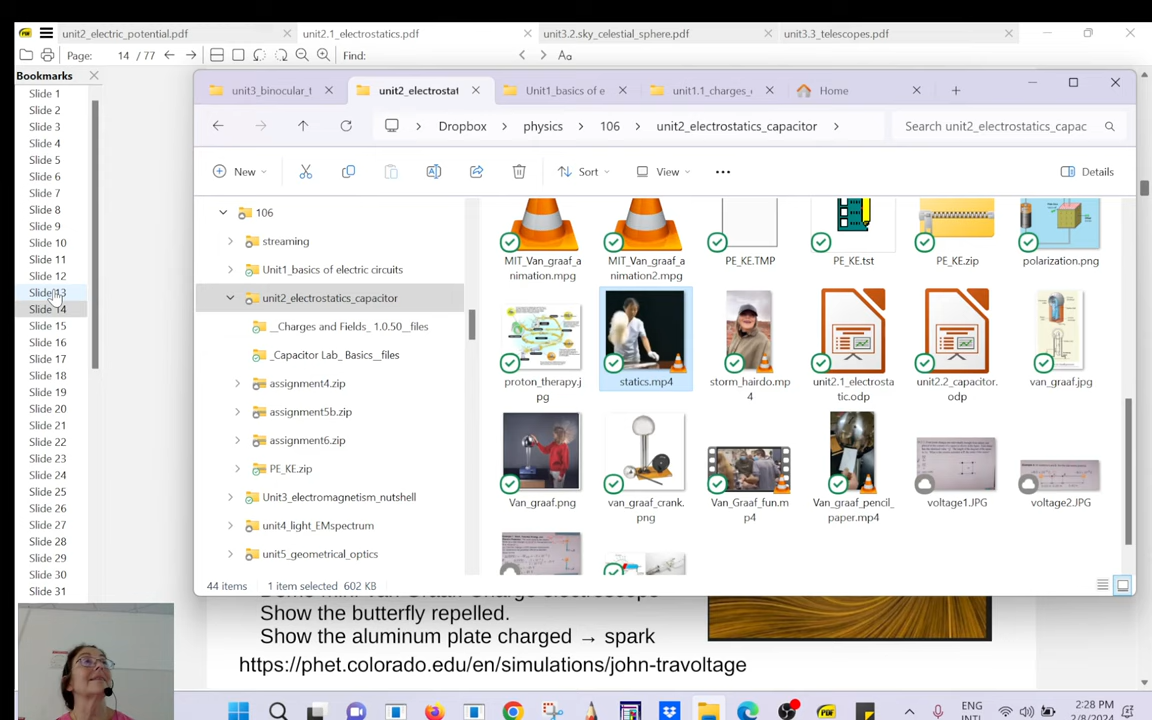 unit2_electric_potential.pdf
unit2.1_electrostatics.pdf
unit3.2.sky_celestial_sphere.pdf
unit3.3_telescopes.pdf
Page: 14 / 77
Find:
Aa
Bookmarks
Slide 1
Slide 2
Slide 3
Slide 4
Slide 5
Slide 6
Slide 7
Slide 8
Slide 9
Slide 10
Slide 11
Slide 12
Slide 13
Slide 14
Slide 15
Slide 16
Slide 17
Slide 18
Slide 19
Slide 20
Slide 21
Slide 22
Slide 23
Slide 24
Slide 25
Slide 26
Slide 27
Slide 28
Slide 29
Slide 30
Slide 31
unit3_binocular_t
unit2_electrostat
Unit1_basics of e
unit1.1_charges_
Home
Dropbox > physics > 106 > unit2_electrostatics_capacitor >
Search unit2_electrostatics_capac
New
Sort
View
Details
106
streaming
Unit1_basics of electric circuits
unit2_electrostatics_capacitor
__Charges and Fields_ 1.0.50__files
_Capacitor Lab_ Basics__files
assignment4.zip
assignment5b.zip
assignment6.zip
PE_KE.zip
Unit3_electromagnetism_nutshell
unit4_light_EMspectrum
unit5_geometrical_optics
MIT_Van_graaf_a
nimation.mpg
MIT_Van_graaf_a
nimation2.mpg
PE_KE.TMP
PE_KE.tst
PE_KE.zip
polarization.png
proton_therapy.j
pg
statics.mp4
storm_hairdo.mp
4
unit2.1_electrosta
tic.odp
unit2.2_capacitor.
odp
van_graaf.jpg
Van_graaf.png
van_graaf_crank.
png
Van_Graaf_fun.m
p4
Van_graaf_pencil_
paper.mp4
voltage1.JPG
voltage2.JPG
44 items
1 item selected 602 KB
Show the butterfly repelled.
Show the aluminum plate charged → spark
https://phet.colorado.edu/en/simulations/john-travoltage
ENG
INTL
2:28 PM